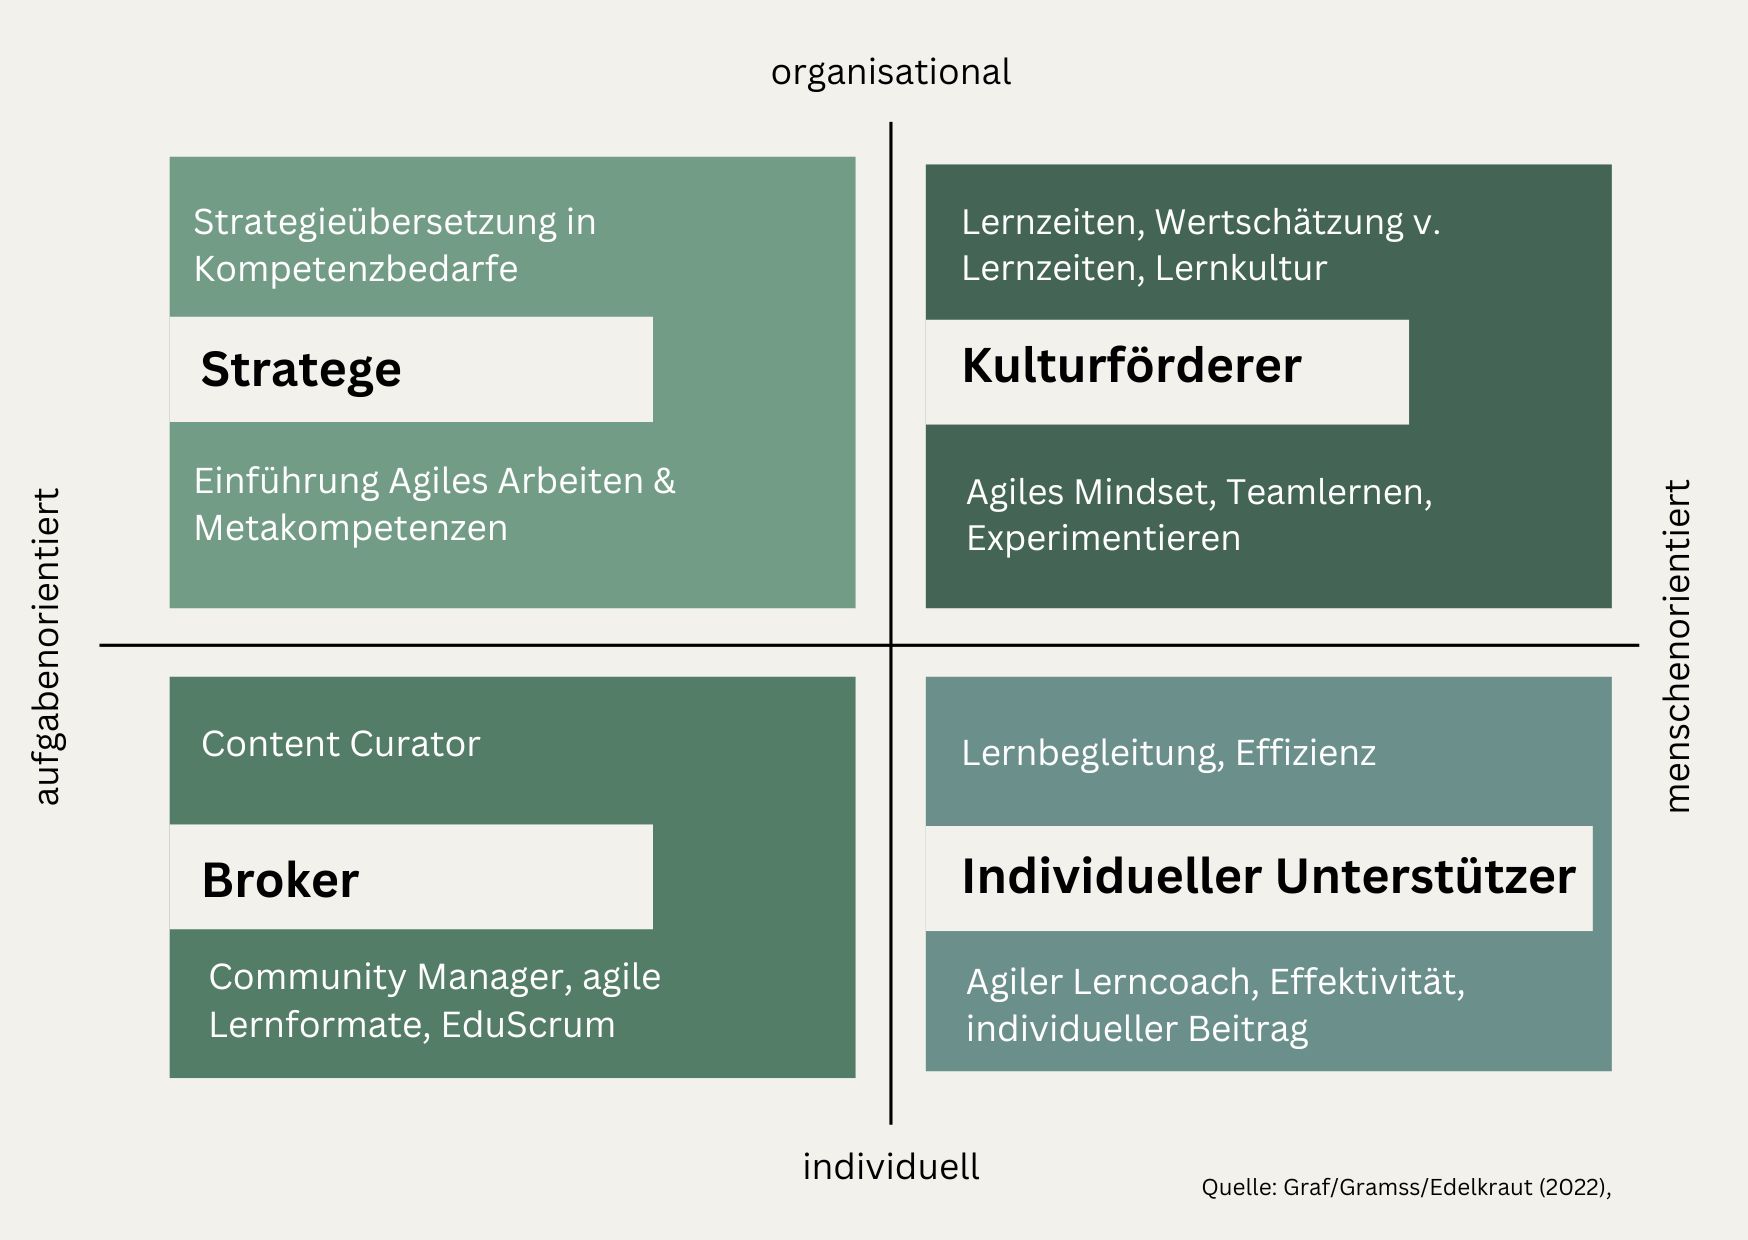 organisational
Strategieübersetzung in
Kompetenzbedarfe
Stratege
Einführung Agiles Arbeiten &
Metakompetenzen
Lernzeiten, Wertschätzung v.
Lernzeiten, Lernkultur
Kulturförderer
Agiles Mindset, Teamlernen,
Experimentieren
aufgabenorientiert
menschenorientiert
Content Curator
Broker
Community Manager, agile
Lernformate, EduScrum
Lernbegleitung, Effizienz
Individueller Unterstützer
Agiler Lerncoach, Effektivität,
individueller Beitrag
individuell
Quelle: Graf/Gramss/Edelkraut (2022),